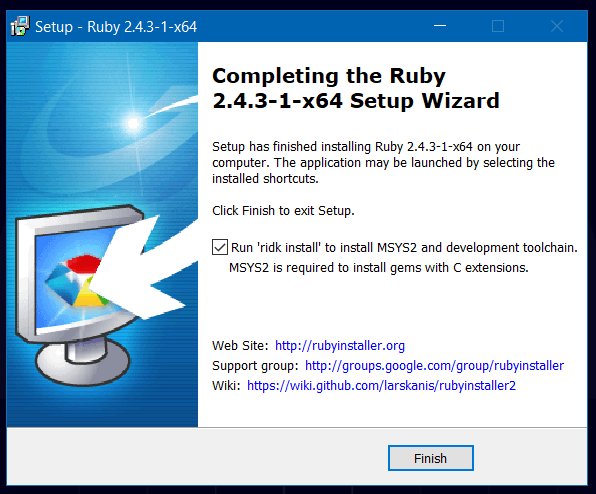 Setup - Ruby 2.4.3-1-x64
Completing the Ruby
2.4.3-1-x64 Setup Wizard
Setup has finished installing Ruby 2.4.3-1-x64 on your
computer. The application may be launched by selecting the
installed shortcuts.
Click Finish to exit Setup.
Run 'ridk install' to install MSYS2 and development toolchain.
MSYS2 is required to install gems with C extensions.
Web Site: http://rubyinstaller.org
Support group: http://groups.google.com/group/rubyinstaller
Wiki: https://wiki.github.com/larskanis/rubyinstaller2
Finish